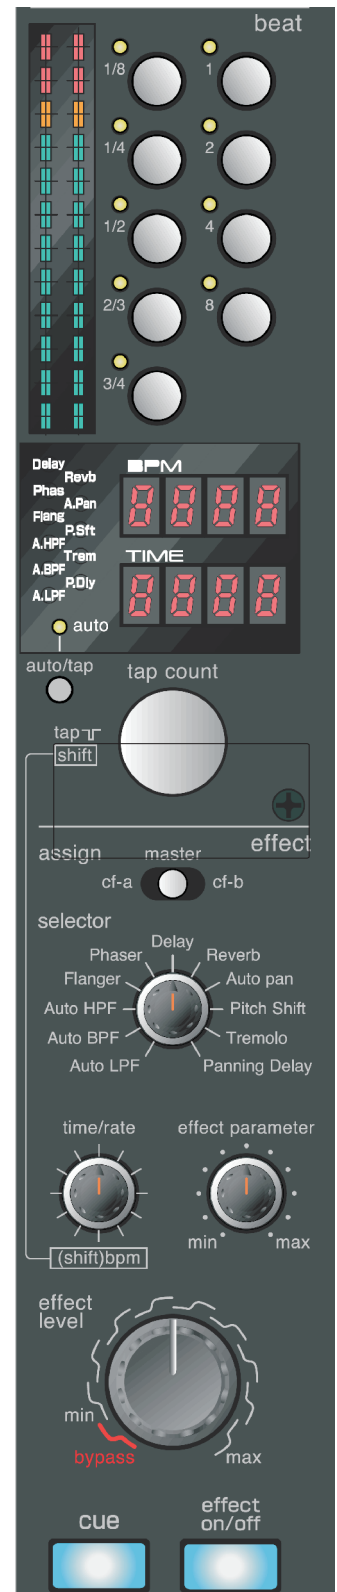 beat
1/8 1
1/4 2
1/2 4
2/3 8
3/4
Delay
Revb
Phas
A.Pan
Flang
P.Sft
A.HPF
Trem
A.BPF
P.Dly
A.LPF
BPM
8888
TIME
8888
auto
auto/tap
tap count
tap
shift
effect
assign
master
cf-a cf-b
selector
Delay
Phaser Reverb
Flanger Auto pan
Auto HPF Pitch Shift
Auto BPF Tremolo
Auto LPF Panning Delay
time/rate effect parameter
min max
(shift)bpm
effect
level
min
bypass max
cue
effect
on/off